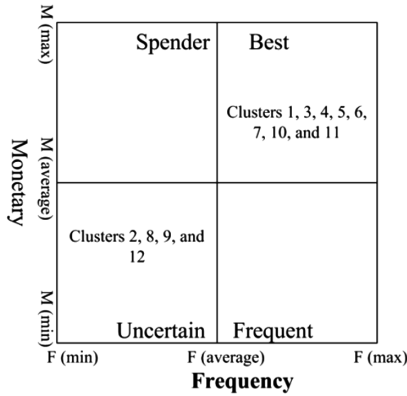 M (max)
Spender
Best
Clusters 1, 3, 4, 5, 6,
7, 10, and 11
M (average)
Monetary
Clusters 2, 8, 9, and
12
M (min)
Uncertain
Frequent
F (min)
F (average)
F (max)
Frequency